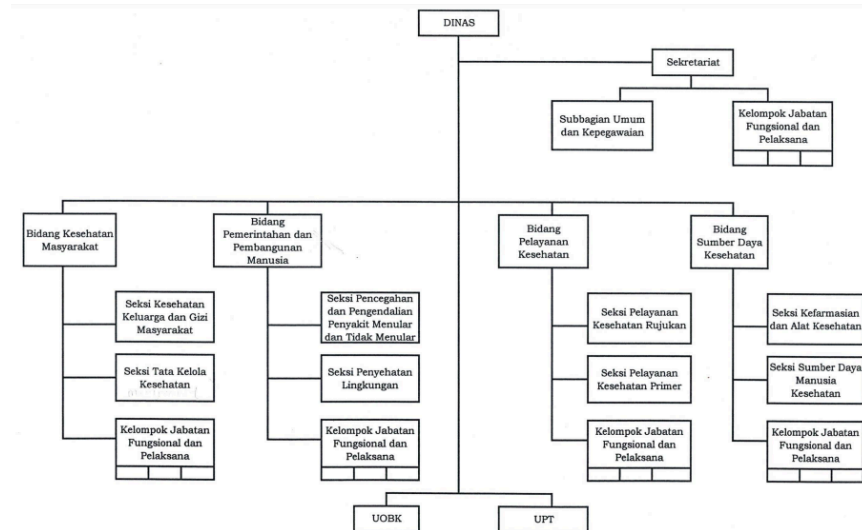 DINAS
Sekretariat
Subbagian Umum
dan Kepegawaian
Kelompok Jabatan
Fungsional dan
Pelaksana
Bidang Kesehatan
Masyarakat
Bidang
Pemerintahan dan
Pembangunan
Manusia
Bidang
Pelayanan
Kesehatan
Bidang
Sumber Daya
Kesehatan
Seksi Kesehatan
Keluarga dan Gizi
Masyarakat
Seksi Tata Kelola
Kesehatan
Kelompok Jabatan
Fungsional dan
Pelaksana
Seksi Pencegahan
dan Pengendalian
Penyakit Menular
dan Tidak Menular
Seksi Penyehatan
Lingkungan
Kelompok Jabatan
Fungsional dan
Pelaksana
Seksi Pelayanan
Kesehatan Rujukan
Seksi Pelayanan
Kesehatan Primer
Kelompok Jabatan
Fungsional dan
Pelaksana
Seksi Kefarmasian
dan Alat Kesehatan
Seksi Sumber Daya
Manusia
Kesehatan
Kelompok Jabatan
Fungsional dan
Pelaksana
UOBK
UPT